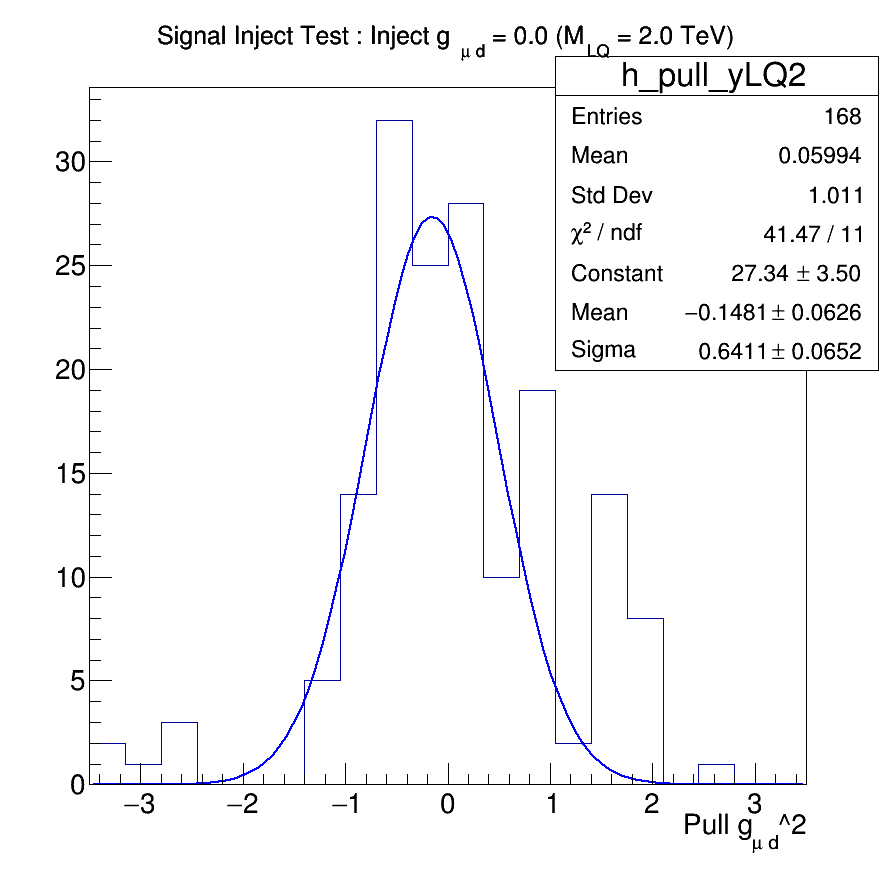 Signal Inject Test : Inject g μ d = 0.0 (M LQ = 2.0 TeV)
h_pull_yLQ2
Entries 168
Mean 0.05994
Std Dev 1.011
χ² / ndf 41.47 / 11
Constant 27.34 ± 3.50
Mean −0.1481 ± 0.0626
Sigma 0.6411 ± 0.0652
30
25
20
15
10
5
0
−3 −2 −1 0 1 2 3
Pull g μ d ^2